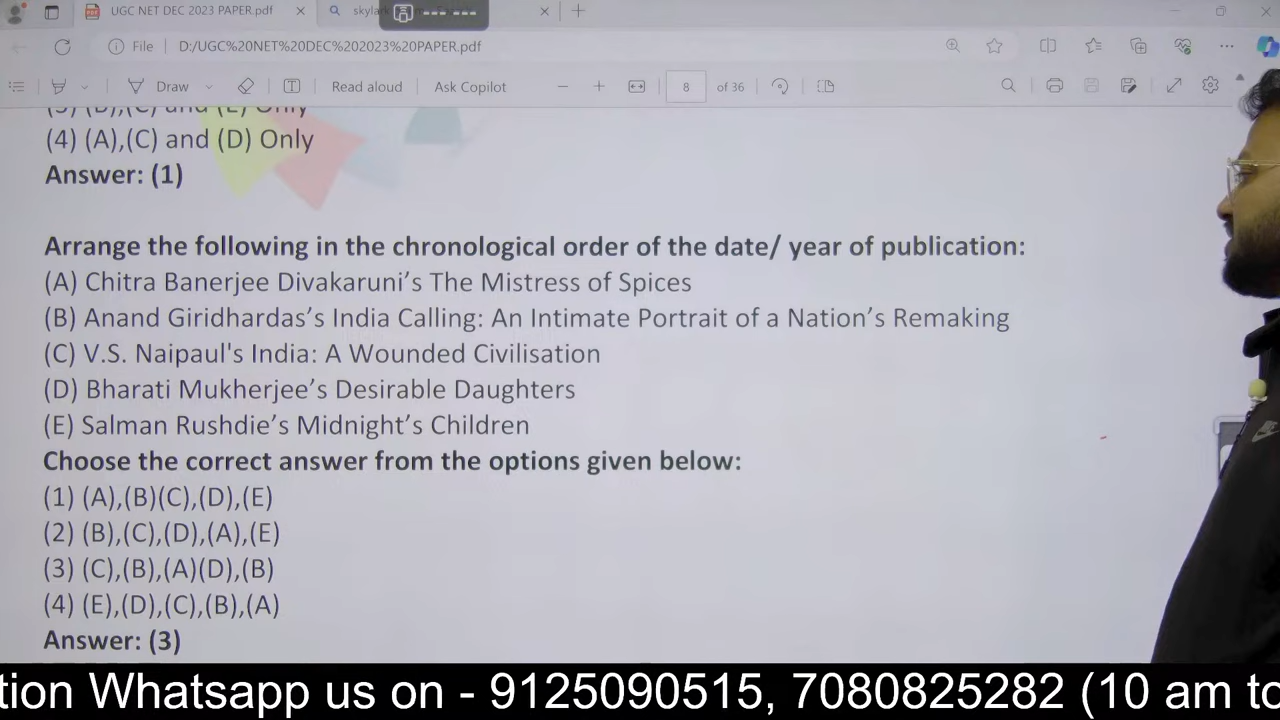 UGC NET DEC 2023 PAPER.pdf
File D:/UGC%20NET%20DEC%202023%20PAPER.pdf
Draw Read aloud Ask Copilot 8 of 36
(3) (B),(C) and (E) Only
(4) (A),(C) and (D) Only
Answer: (1)
Arrange the following in the chronological order of the date/ year of publication:
(A) Chitra Banerjee Divakaruni’s The Mistress of Spices
(B) Anand Giridhardas’s India Calling: An Intimate Portrait of a Nation’s Remaking
(C) V.S. Naipaul's India: A Wounded Civilisation
(D) Bharati Mukherjee’s Desirable Daughters
(E) Salman Rushdie’s Midnight’s Children
Choose the correct answer from the options given below:
(1) (A),(B)(C),(D),(E)
(2) (B),(C),(D),(A),(E)
(3) (C),(B),(A)(D),(B)
(4) (E),(D),(C),(B),(A)
Answer: (3)
tion Whatsapp us on - 9125090515, 7080825282 (10 am to